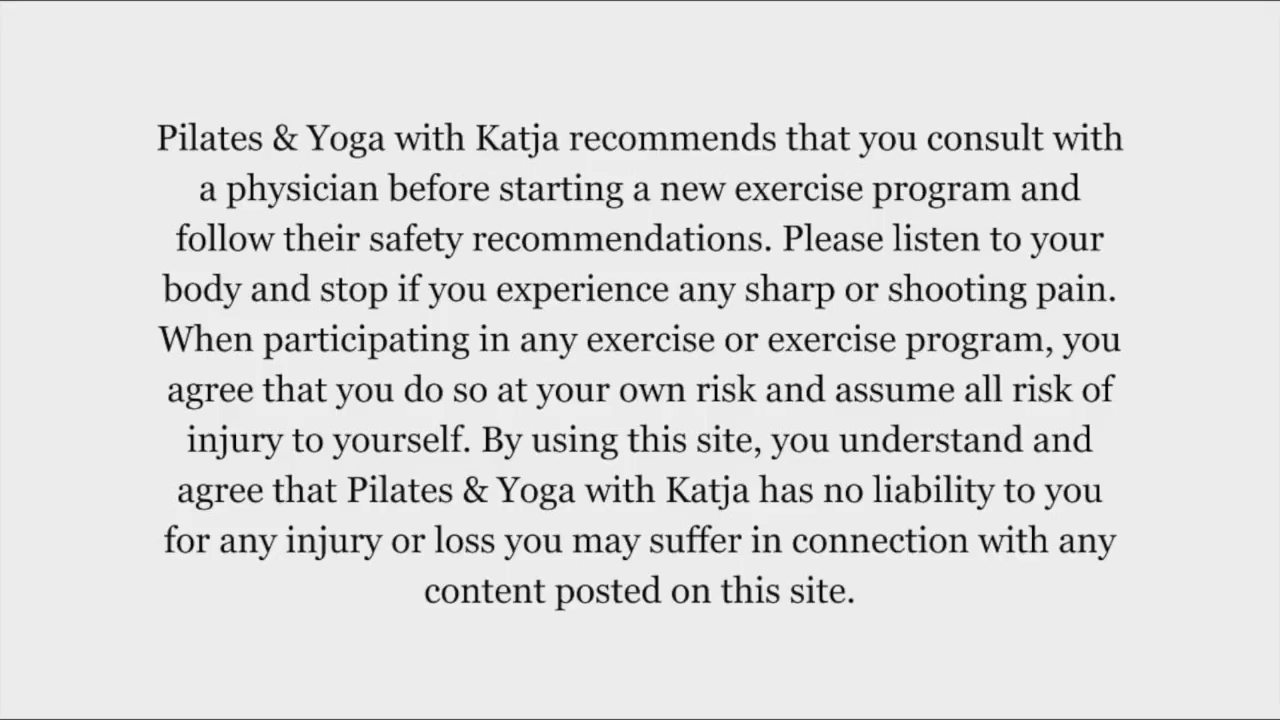 Pilates & Yoga with Katja recommends that you consult with
a physician before starting a new exercise program and
follow their safety recommendations. Please listen to your
body and stop if you experience any sharp or shooting pain.
When participating in any exercise or exercise program, you
agree that you do so at your own risk and assume all risk of
injury to yourself. By using this site, you understand and
agree that Pilates & Yoga with Katja has no liability to you
for any injury or loss you may suffer in connection with any
content posted on this site.